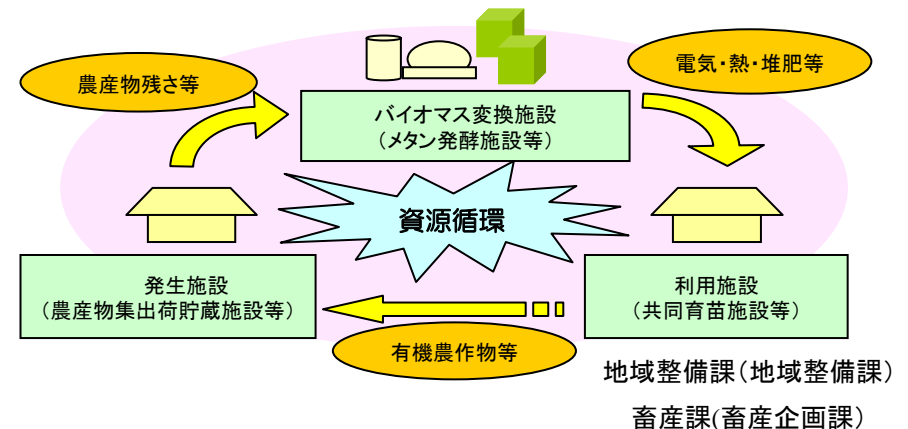 農産物残さ等
電気・熱・堆肥等
バイオマス変換施設
（メタン発酵施設等）
資源循環
発生施設
（農産物集出荷貯蔵施設等）
利用施設
（共同育苗施設等）
有機農作物等
地域整備課（地域整備課）
畜産課(畜産企画課）